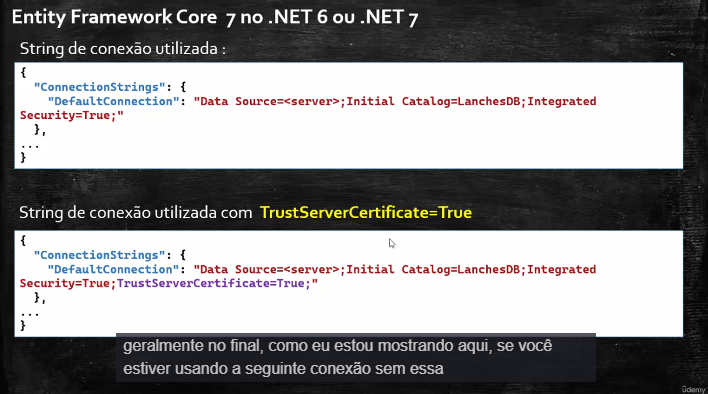 Entity Framework Core 7 no .NET 6 ou .NET 7
String de conexão utilizada :
{
"ConnectionStrings": {
"DefaultConnection": "Data Source=<server>;Initial Catalog=LanchesDB;Integrated
Security=True;"
},
...
}
String de conexão utilizada com TrustServerCertificate=True
{
"ConnectionStrings": {
"DefaultConnection": "Data Source=<server>;Initial Catalog=LanchesDB;Integrated
Security=True;TrustServerCertificate=True;"
},
...
}
geralmente no final, como eu estou mostrando aqui, se você
estiver usando a seguinte conexão sem essa
ûdemy